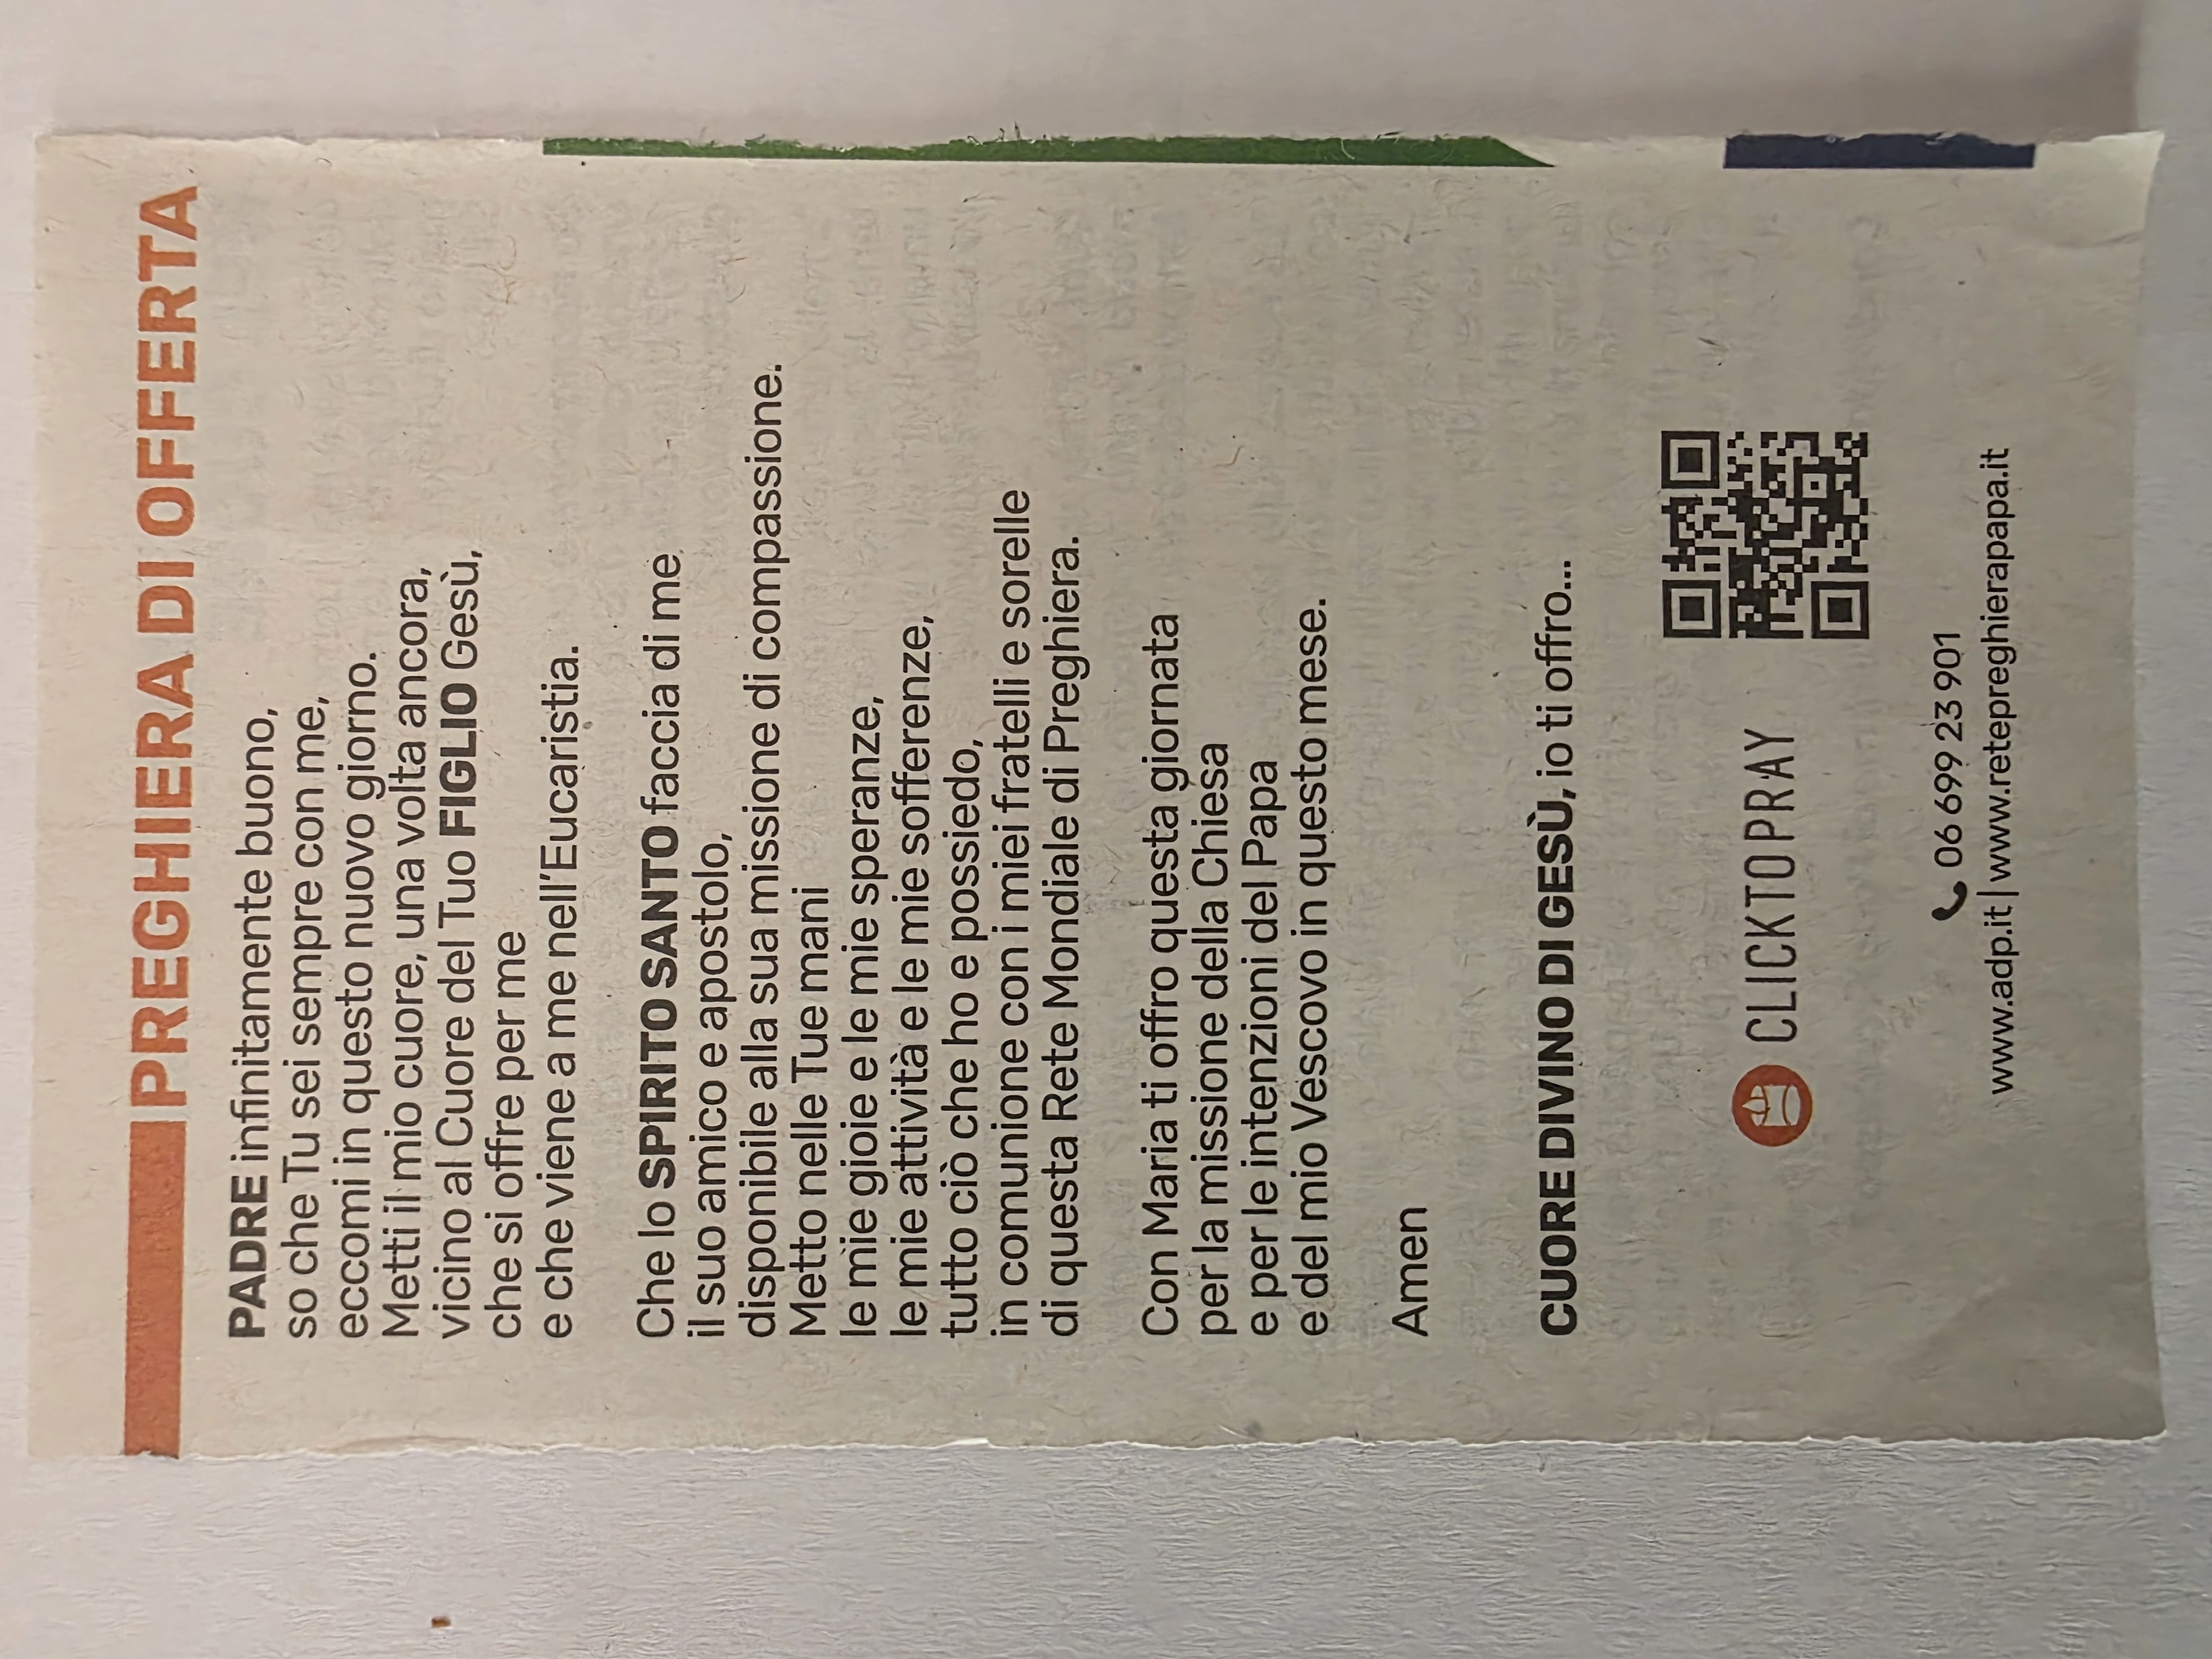 PREGHIERA DI OFFERTA
PADRE infinitamente buono,
so che Tu sei sempre con me,
eccomi in questo nuovo giorno.
Metti il mio cuore, una volta ancora,
vicino al Cuore del Tuo FIGLIO Gesù,
che si offre per me
e che viene a me nell'Eucaristia.
Che lo SPIRITO SANTO faccia di me
il suo amico e apostolo,
disponibile alla sua missione di compassione.
Metto nelle Tue mani
le mie gioie e le mie speranze,
le mie attività e le mie sofferenze,
tutto ciò che ho e possiedo,
in comunione con i miei fratelli e sorelle
di questa Rete Mondiale di Preghiera.
Con Maria ti offro questa giornata
per la missione della Chiesa
e per le intenzioni del Papa
e del mio Vescovo in questo mese.
Amen
CUORE DIVINO DI GESÙ, io ti offro...
CLICKTOPRAY
06 699 23 901
www.adp.it | www.retepreghierapapa.it